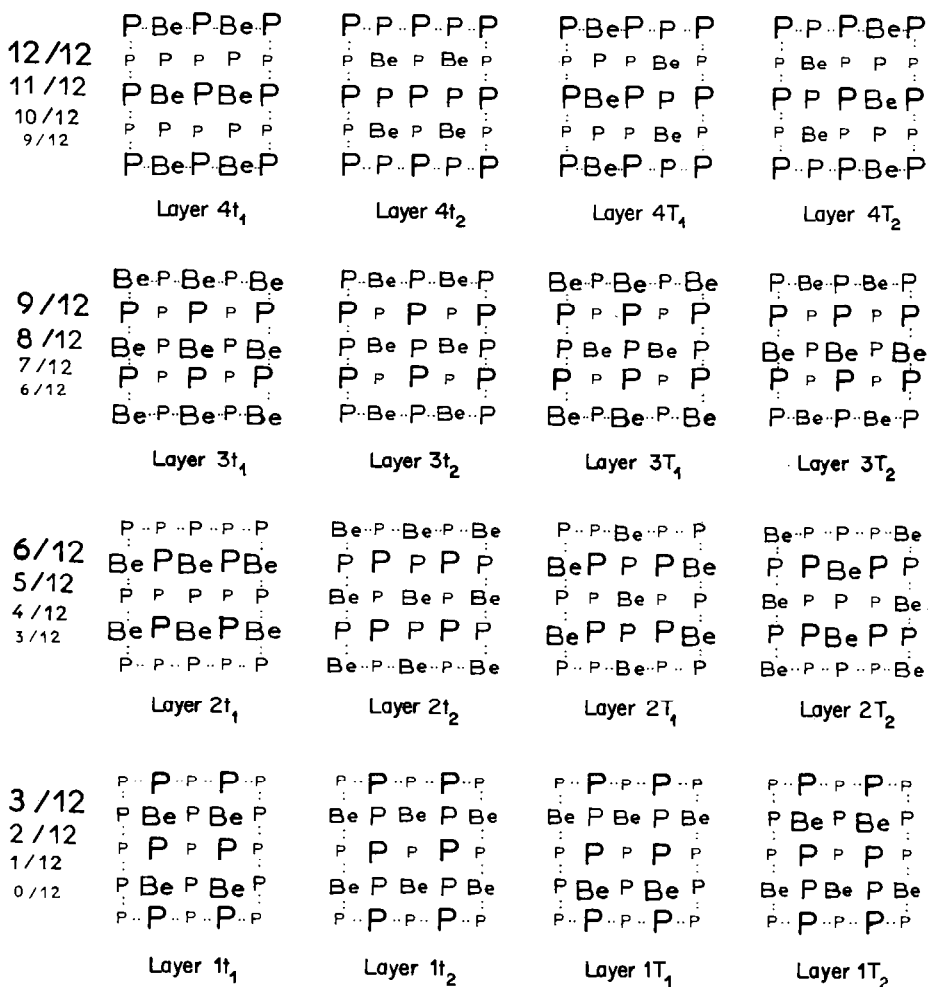 12/12
11/12
10/12
9/12
P Be P Be P
P P P P P
P Be P Be P
P P P P P
P Be P Be P
Layer 4t₁
P P P P P
P Be P Be P
P P P P P
P Be P Be P
P P P P P
Layer 4t₂
P Be P P P
P P P Be P
P Be P P P
P P P Be P
P Be P P P
Layer 4T₁
P P P Be P
P Be P P P
P P P Be P
P Be P P P
P P P Be P
Layer 4T₂
9/12
8/12
7/12
6/12
Be P Be P Be
P P P P P
Be P Be P Be
P P P P P
Be P Be P Be
Layer 3t₁
P Be P Be P
P P P P P
P Be P Be P
P P P P P
P Be P Be P
Layer 3t₂
Be P Be P Be
P P P P P
P Be P Be P
P P P P P
Be P Be P Be
Layer 3T₁
P Be P Be P
P P P P P
Be P Be P Be
P P P P P
P Be P Be P
Layer 3T₂
6/12
5/12
4/12
3/12
P P P P P
Be P Be P Be
P P P P P
Be P Be P Be
P P P P P
Layer 2t₁
Be P Be P Be
P P P P P
Be P Be P Be
P P P P P
Be P Be P Be
Layer 2t₂
P P Be P P
Be P P P Be
P P Be P P
Be P P P Be
P P Be P P
Layer 2T₁
Be P P P Be
P P Be P P
Be P P P Be
P P Be P P
Be P P P Be
Layer 2T₂
3/12
2/12
1/12
0/12
P P P P P
P Be P Be P
P P P P P
P Be P Be P
P P P P P
Layer 1t₁
P P P P P
Be P Be P Be
P P P P P
Be P Be P Be
P P P P P
Layer 1t₂
P P P P P
Be P Be P Be
P P P P P
P Be P Be P
P P P P P
Layer 1T₁
P P P P P
P Be P Be P
P P P P P
Be P Be P Be
P P P P P
Layer 1T₂